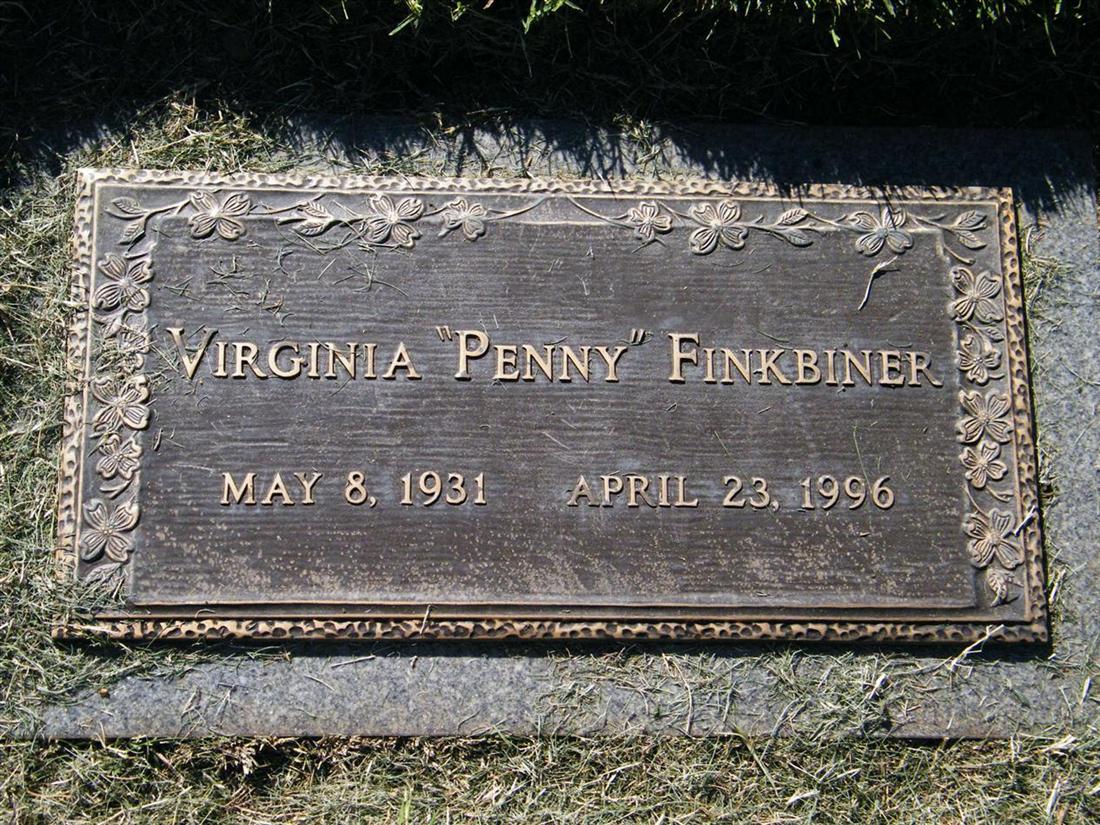 VIRGINIA "PENNY" FINKBINER
MAY 8, 1931 APRIL 23, 1996